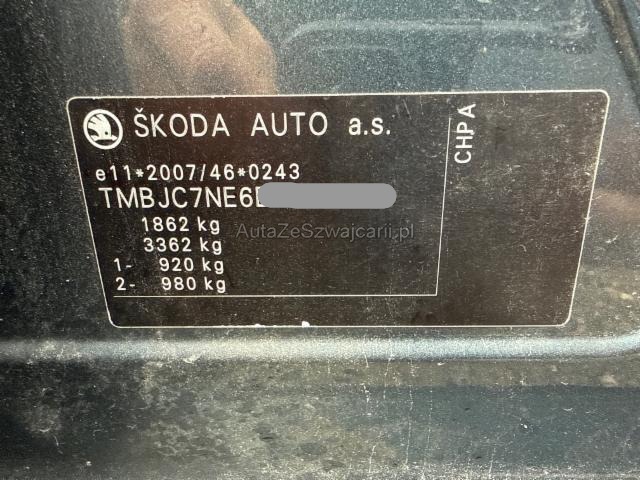 ŠKODA AUTO a.s.
CHPA
e11*2007/46*0243
TMBJC7NE6
1862 kg
AutaZeSzwajcarii.pl
3362 kg
1- 920 kg
2- 980 kg